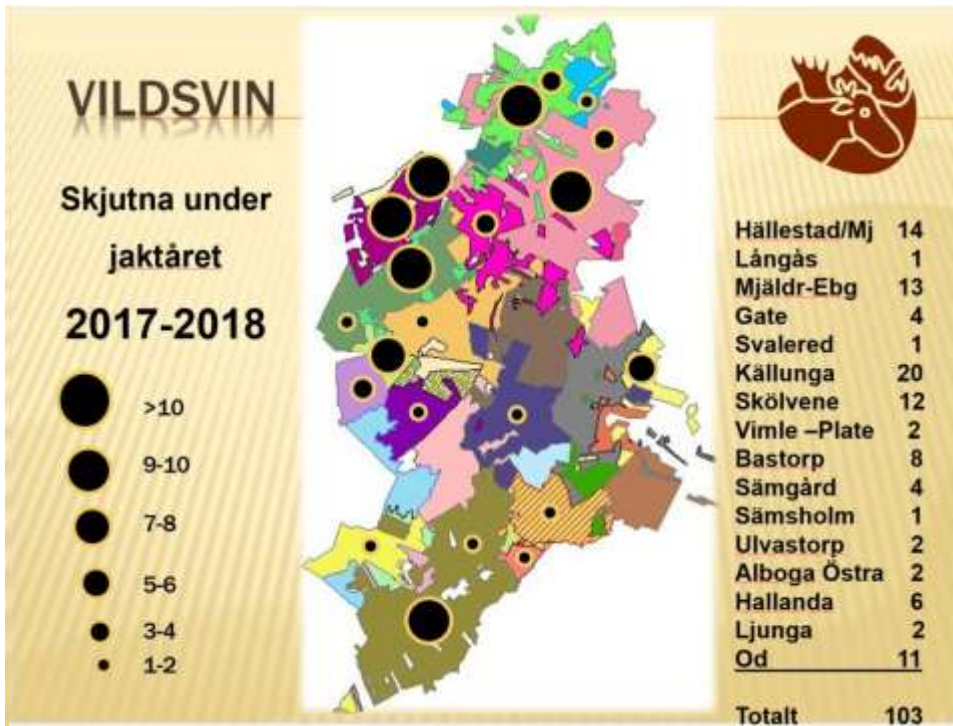 VILDSVIN
Skjutna under
jaktåret
2017-2018
>10
9-10
7-8
5-6
3-4
1-2
Hällestad/Mj 14
Långås 1
Mjäldr-Ebg 13
Gate 4
Svalered 1
Källunga 20
Skölvene 12
Vimle –Plate 2
Bastorp 8
Sämgård 4
Sämsholm 1
Ulvastorp 2
Alboga Östra 2
Hallanda 6
Ljunga 2
Od 11
Totalt 103